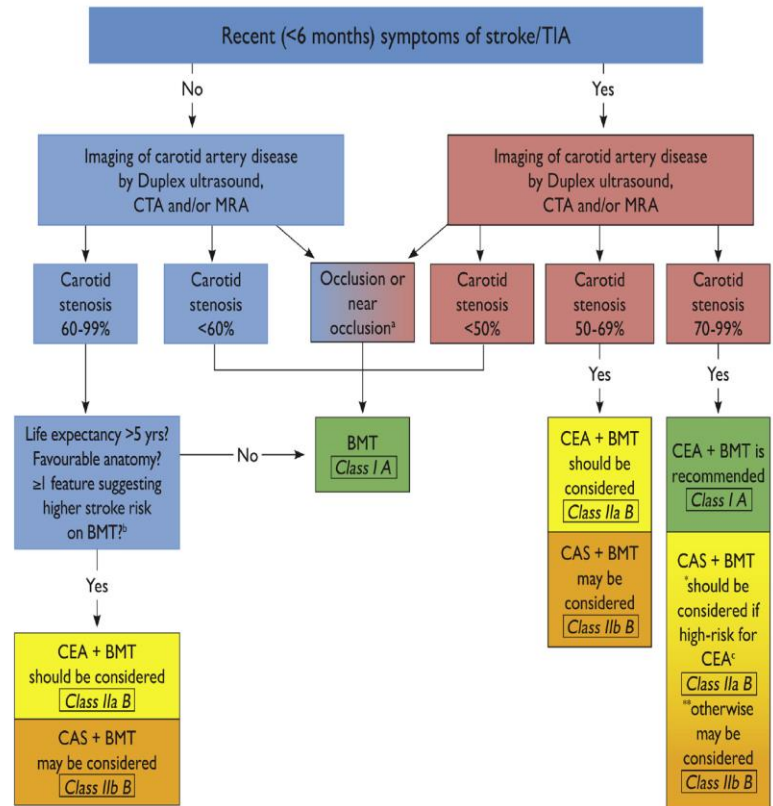 Recent (<6 months) symptoms of stroke/TIA
No
Yes
Imaging of carotid artery disease
by Duplex ultrasound,
CTA and/or MRA
Imaging of carotid artery disease
by Duplex ultrasound,
CTA and/or MRA
Carotid
stenosis
60-99%
Carotid
stenosis
<60%
Occlusion or
near
occlusionᵃ
Carotid
stenosis
<50%
Carotid
stenosis
50-69%
Carotid
stenosis
70-99%
Yes
Yes
Life expectancy >5 yrs?
Favourable anatomy?
≥1 feature suggesting
higher stroke risk
on BMT?ᵇ
No
BMT
Class I A
CEA + BMT
should be
considered
Class IIa B
CAS + BMT
may be
considered
Class IIb B
CEA + BMT is
recommended
Class I A
CAS + BMT
*should be
considered if
high-risk for
CEAᶜ
Class IIa B
**otherwise
may be
considered
Class IIb B
Yes
CEA + BMT
should be considered
Class IIa B
CAS + BMT
may be considered
Class IIb B